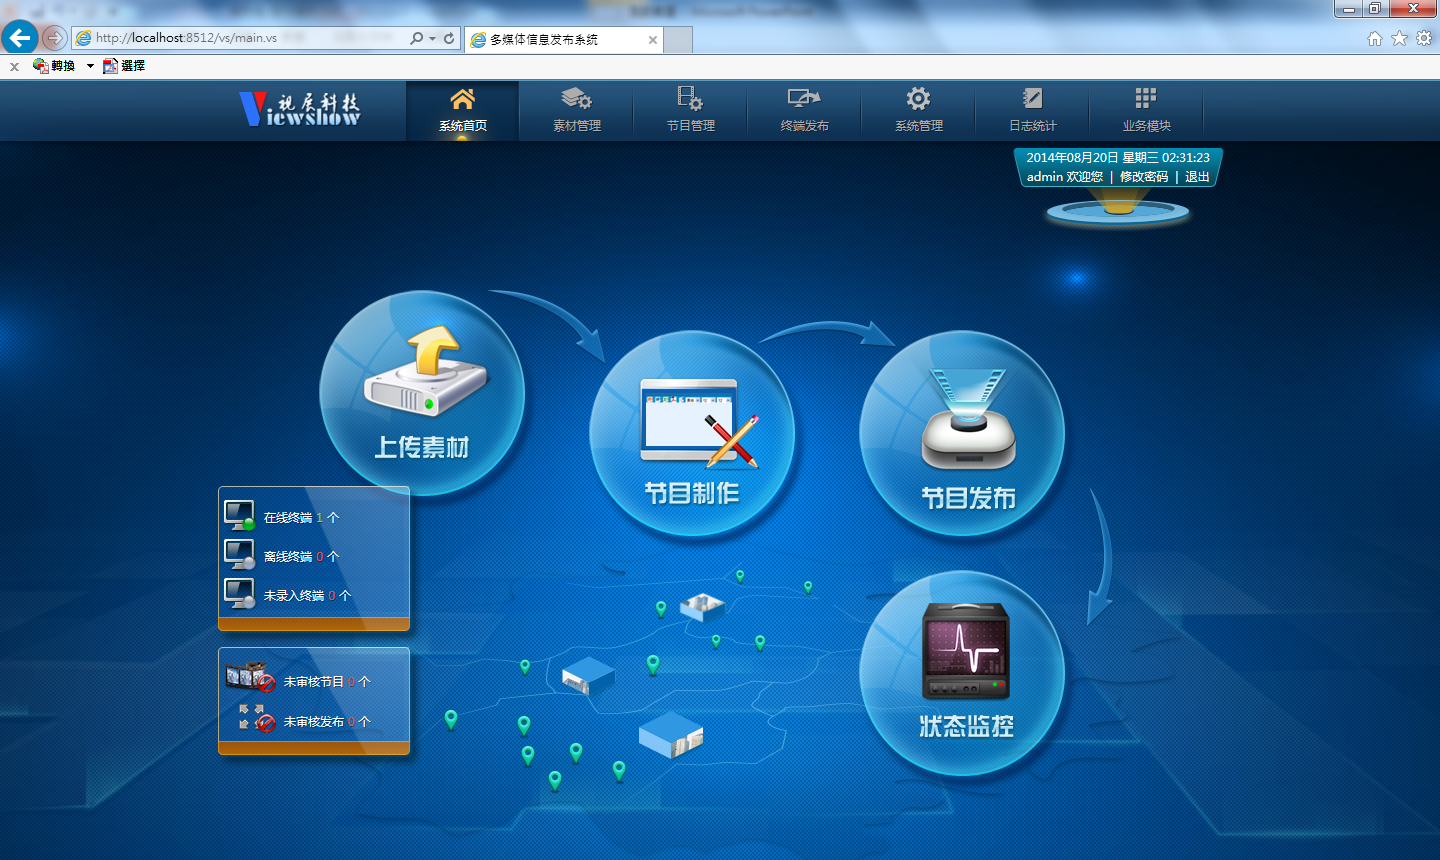 http://localhost:8512/vs/main.vs
多媒体信息发布系统
轉換
選擇
视展科技
Viewshow
系统首页
素材管理
节目管理
终端发布
系统管理
日志统计
业务模块
2014年08月20日 星期三 02:31:23
admin 欢迎您 | 修改密码 | 退出
上传素材
节目制作
节目发布
在线终端 1 个
离线终端 0 个
未录入终端 0 个
未审核节目 0 个
未审核发布 0 个
状态监控